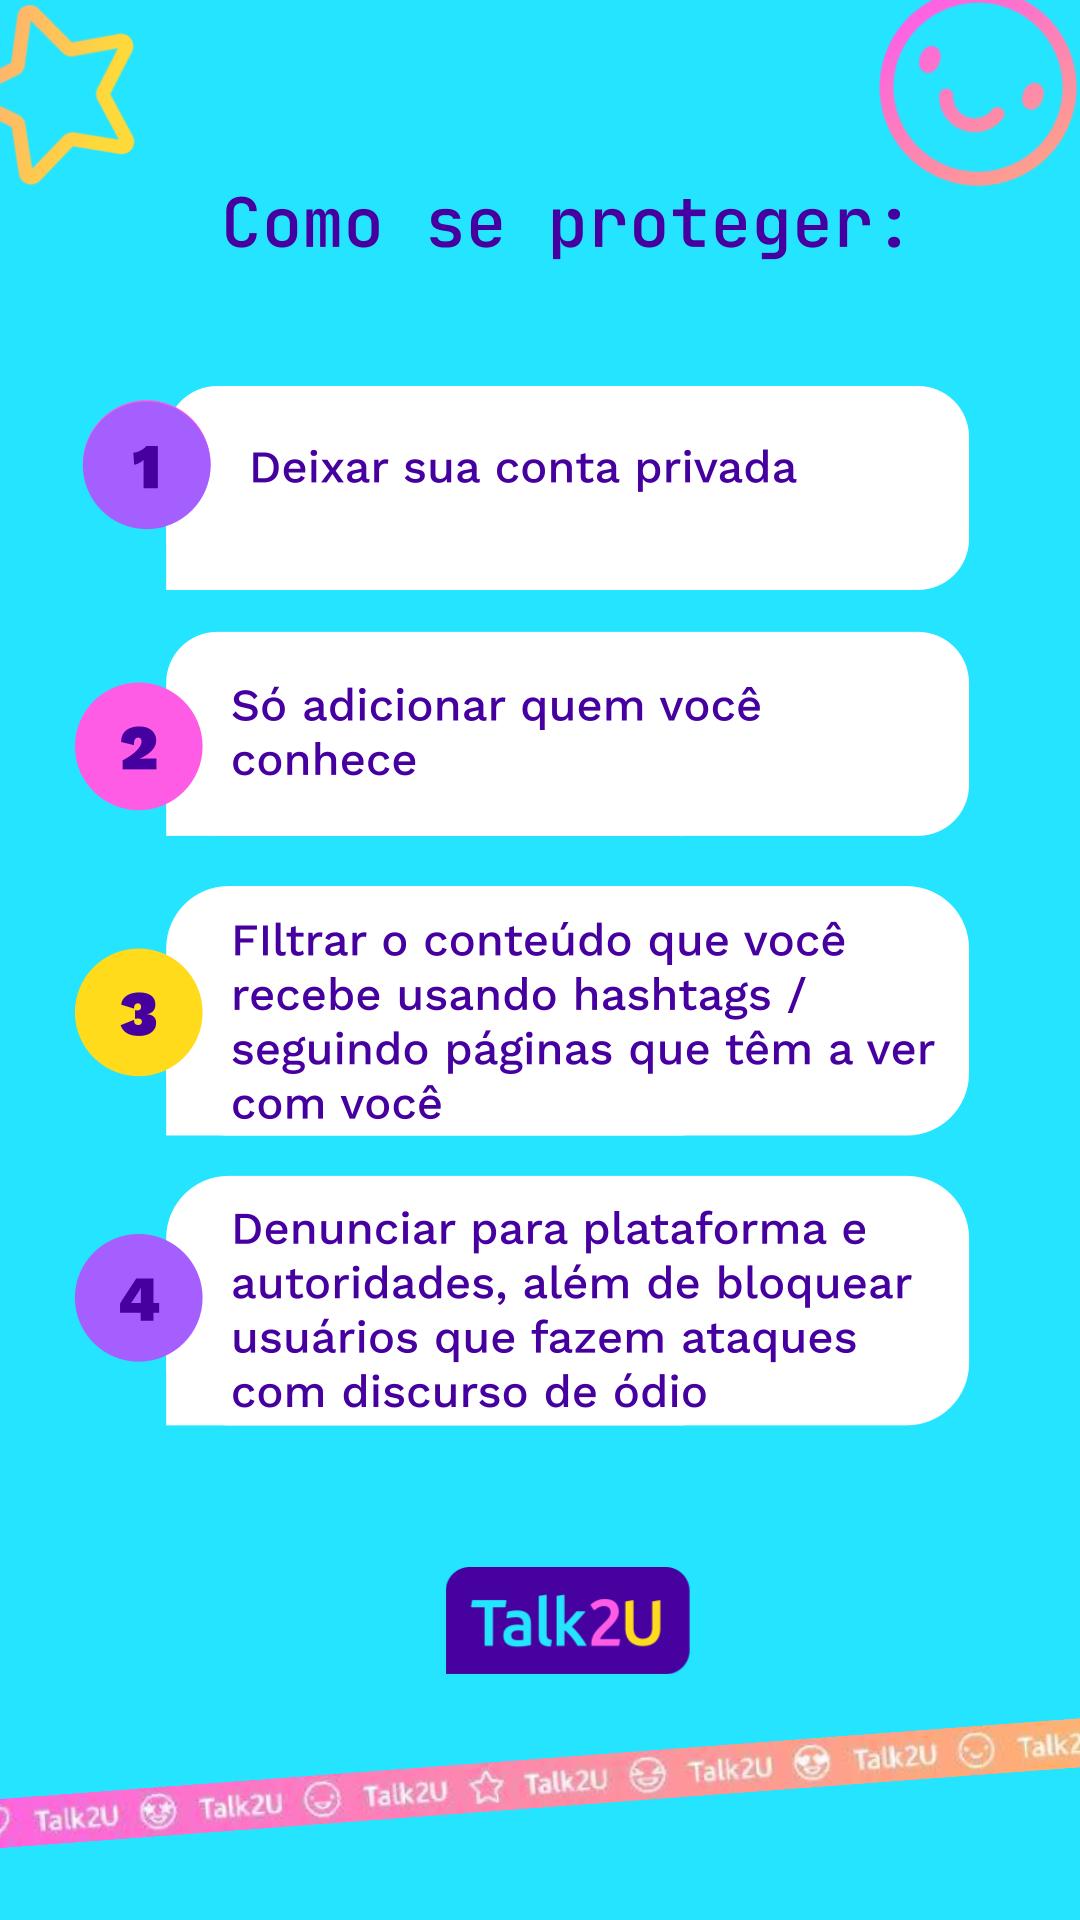 Como se proteger:
1
Deixar sua conta privada
2
Só adicionar quem você
conhece
3
FIltrar o conteúdo que você
recebe usando hashtags /
seguindo páginas que têm a ver
com você
4
Denunciar para plataforma e
autoridades, além de bloquear
usuários que fazem ataques
com discurso de ódio
Talk2U
Talk2U Talk2U Talk2U Talk2U Talk2U Talk2U Talk2